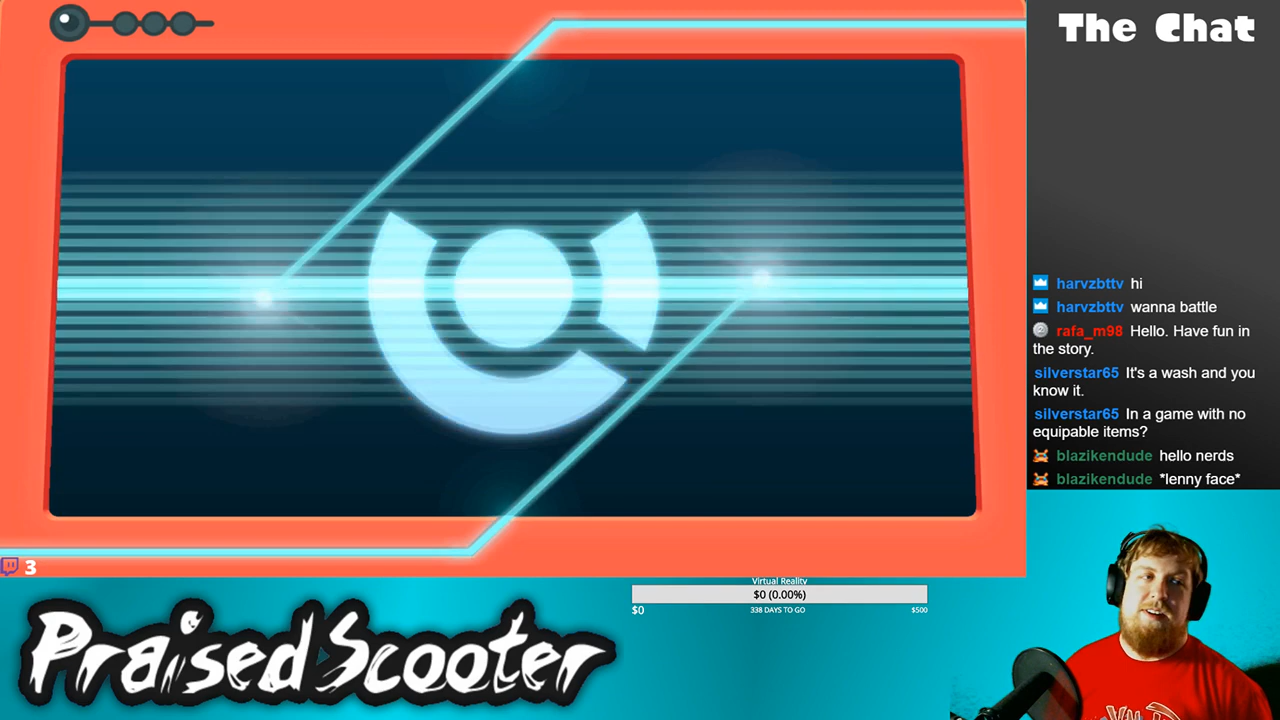 The Chat
harvzbttv hi
harvzbttv wanna battle
rafa_m98 Hello. Have fun in
the story.
silverstar65 It's a wash and you
know it.
silverstar65 In a game with no
equipable items?
blazikendude hello nerds
blazikendude *lenny face*
3
Virtual Reality
$0 (0.00%)
$0 338 DAYS TO GO $500
PraisedScooter